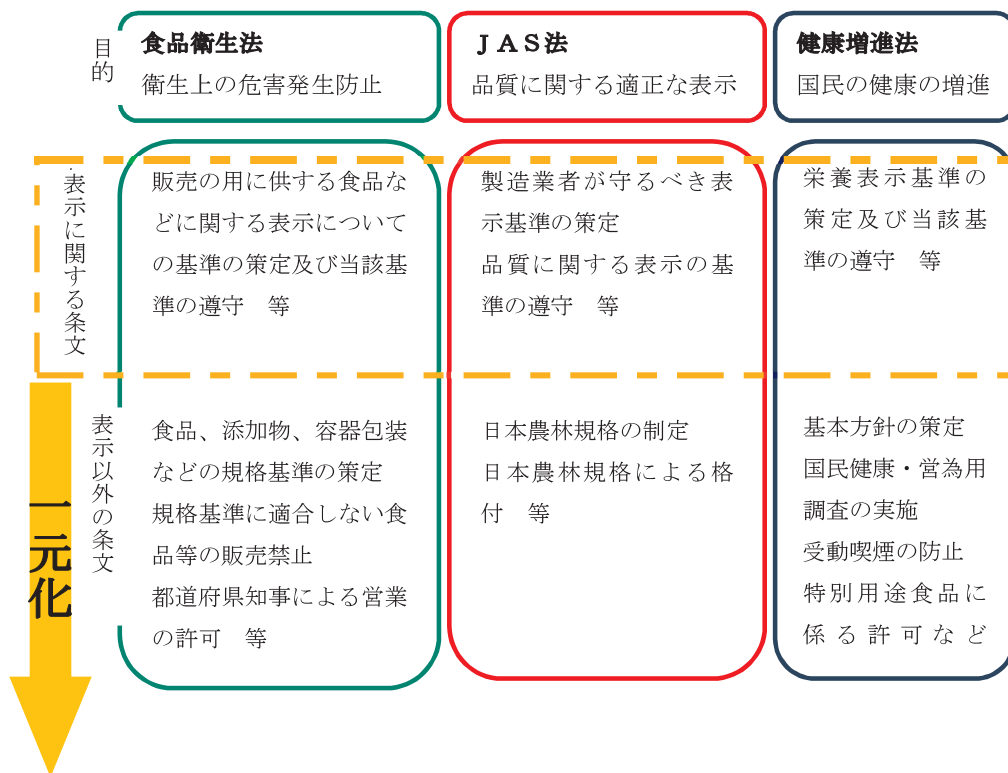 目的
食品衛生法
衛生上の危害発生防止
ＪＡＳ法
品質に関する適正な表示
健康増進法
国民の健康の増進
表示に関する条文
販売の用に供する食品な
どに関する表示について
の基準の策定及び当該基
準の遵守　等
製造業者が守るべき表
示基準の策定
品質に関する表示の基
準の遵守　等
栄養表示基準の
策定及び当該基
準の遵守　等
一元化
表示以外の条文
食品、添加物、容器包装
などの規格基準の策定
規格基準に適合しない食
品等の販売禁止
都道府県知事による営業
の許可　等
日本農林規格の制定
日本農林規格による格
付　等
基本方針の策定
国民健康・営為用
調査の実施
受動喫煙の防止
特別用途食品に
係る許可など